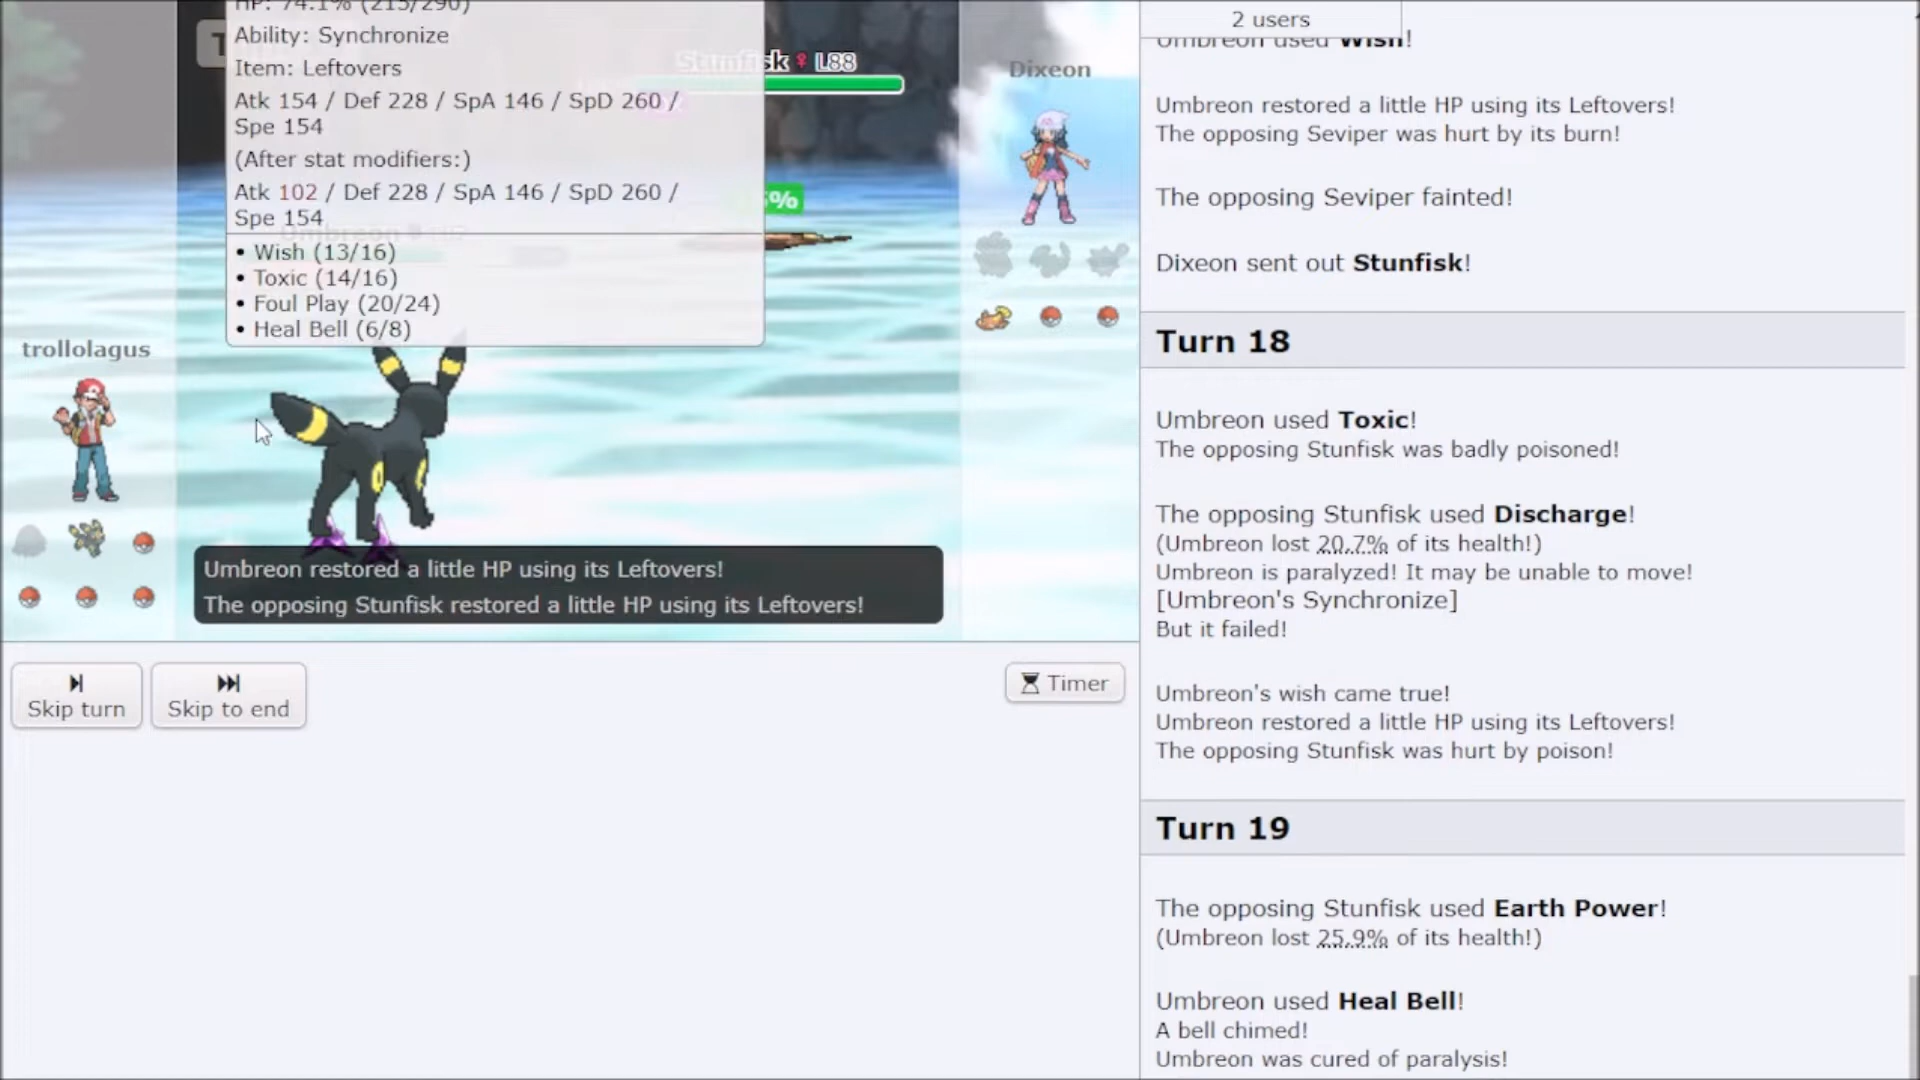 HP: 74.1% (215/290)
Ability: Synchronize
Item: Leftovers
Atk 154 / Def 228 / SpA 146 / SpD 260 /
Spe 154
(After stat modifiers:)
Atk 102 / Def 228 / SpA 146 / SpD 260 /
Spe 154
• Wish (13/16)
• Toxic (14/16)
• Foul Play (20/24)
• Heal Bell (6/8)
Stunfisk ♀ L88
Dixeon
trollolagus
Umbreon restored a little HP using its Leftovers!
The opposing Stunfisk restored a little HP using its Leftovers!
Skip turn
Skip to end
Timer
2 users
Umbreon used Wish!
Umbreon restored a little HP using its Leftovers!
The opposing Seviper was hurt by its burn!
The opposing Seviper fainted!
Dixeon sent out Stunfisk!
Turn 18
Umbreon used Toxic!
The opposing Stunfisk was badly poisoned!
The opposing Stunfisk used Discharge!
(Umbreon lost 20.7% of its health!)
Umbreon is paralyzed! It may be unable to move!
[Umbreon's Synchronize]
But it failed!
Umbreon's wish came true!
Umbreon restored a little HP using its Leftovers!
The opposing Stunfisk was hurt by poison!
Turn 19
The opposing Stunfisk used Earth Power!
(Umbreon lost 25.9% of its health!)
Umbreon used Heal Bell!
A bell chimed!
Umbreon was cured of paralysis!